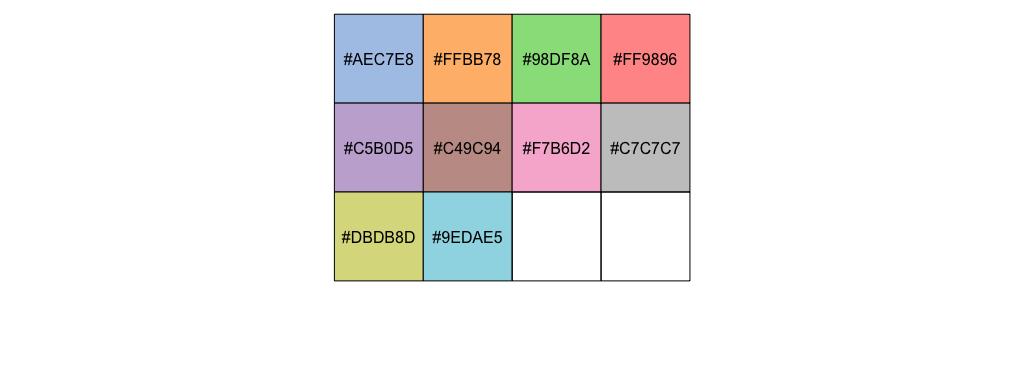 #AEC7E8 #FFBB78 #98DF8A #FF9896
#C5B0D5 #C49C94 #F7B6D2 #C7C7C7
#DBDB8D #9EDAE5